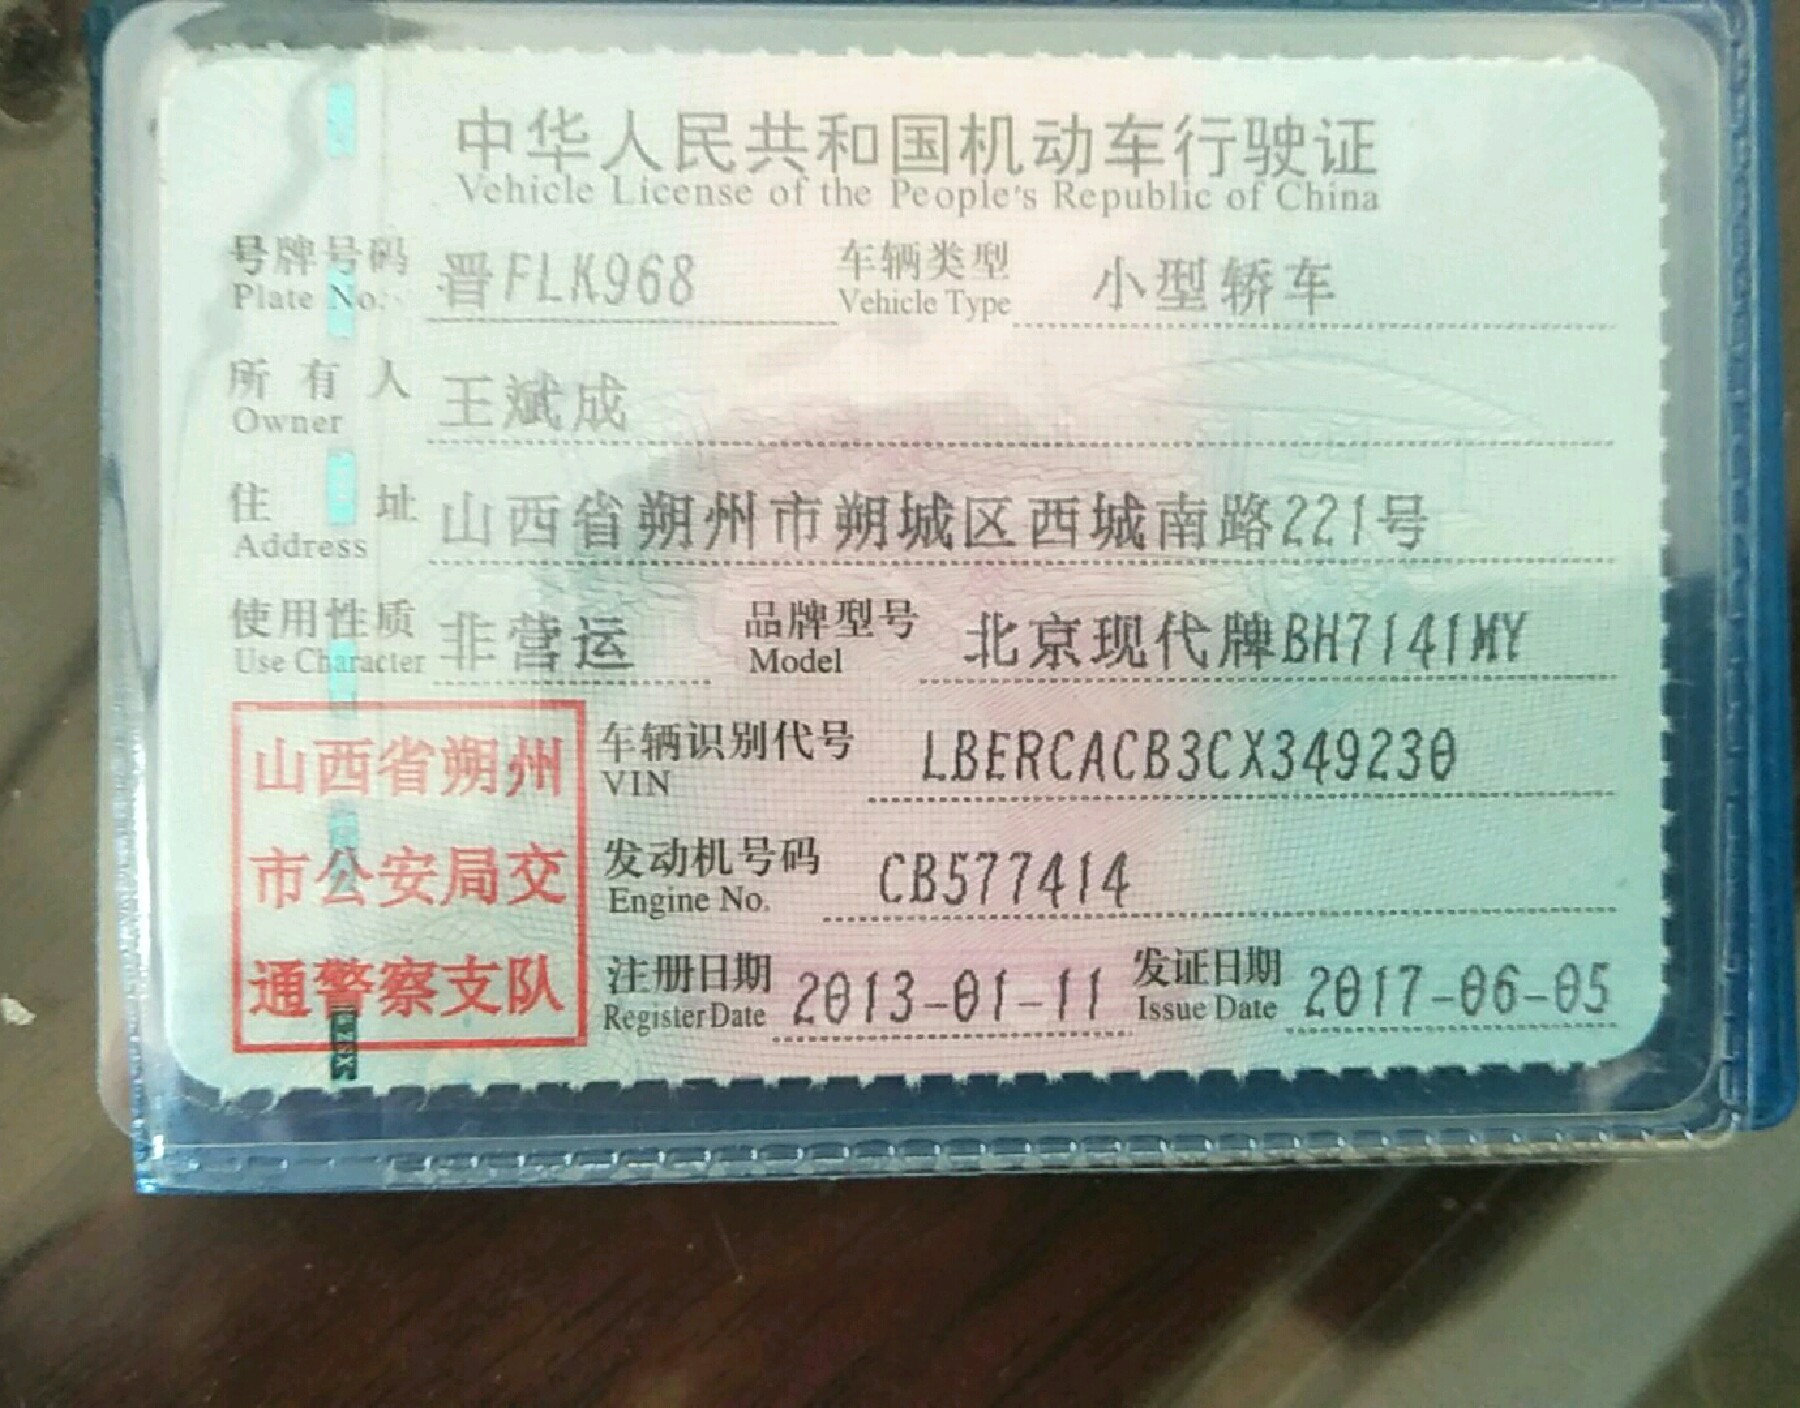 中华人民共和国机动车行驶证
Vehicle License of the People's Republic of China
号牌号码 晋FLK968 车辆类型 小型轿车
Plate No. Vehicle Type
所有人 王斌成
Owner
住址 山西省朔州市朔城区西城南路221号
Address
使用性质 非营运 品牌型号 北京现代牌BH7141MY
Use Character Model
车辆识别代号 LBERCACB3CX349230
VIN
发动机号码 CB577414
Engine No.
注册日期 2013-01-11 发证日期 2017-06-05
Register Date Issue Date
山西省朔州
市公安局交
通警察支队